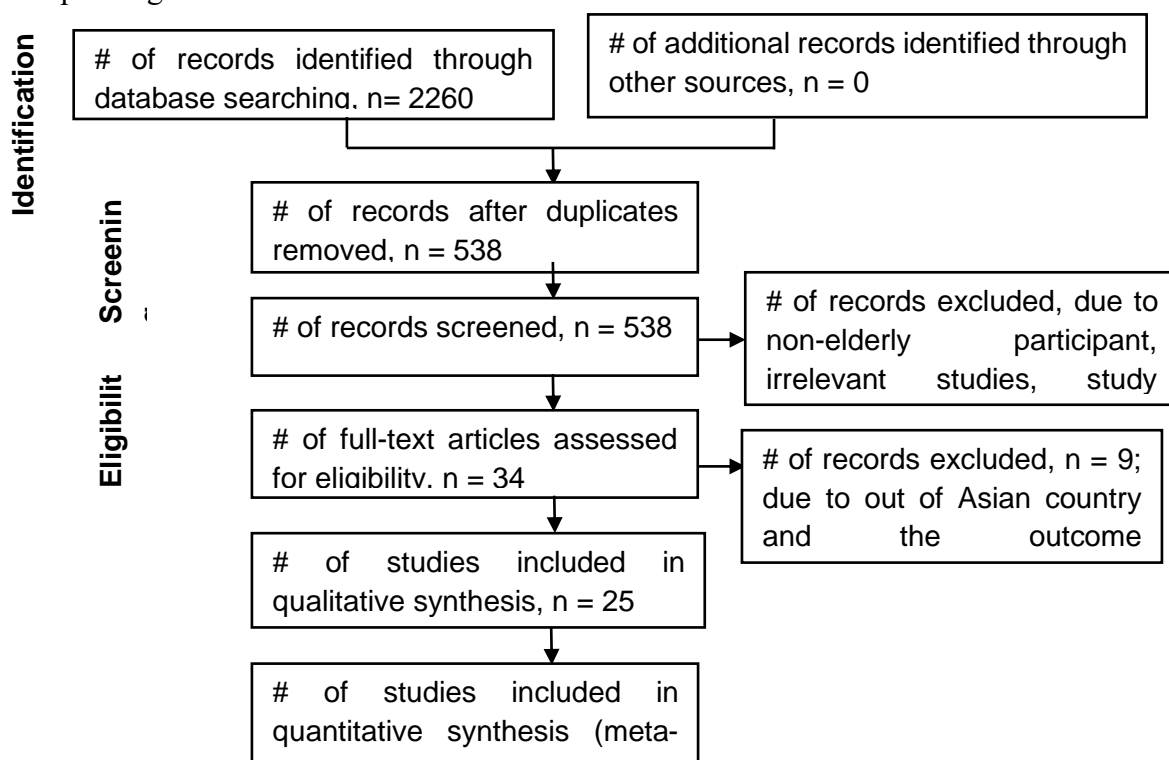 Identification
# of records identified through
database searching, n= 2260
# of additional records identified through
other sources, n = 0
Screenin
# of records after duplicates
removed, n = 538
# of records screened, n = 538
# of records excluded, due to
non-elderly participant,
irrelevant studies, study
Eligibilit
# of full-text articles assessed
for eligibility, n = 34
# of records excluded, n = 9;
due to out of Asian country
and the outcome
# of studies included in
qualitative synthesis, n = 25
# of studies included in
quantitative synthesis (meta-